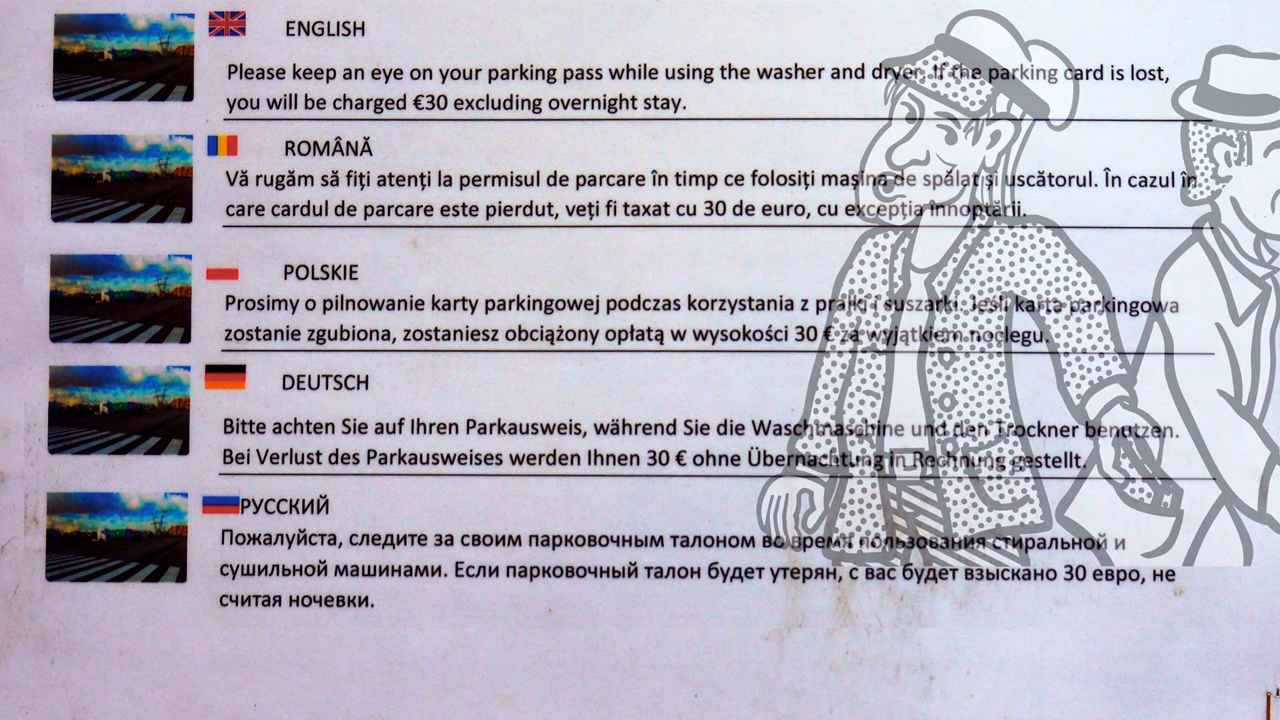 ENGLISH
Please keep an eye on your parking pass while using the washer and dryer. If the parking card is lost,
you will be charged €30 excluding overnight stay.
ROMÂNĂ
Vă rugăm să fiți atenți la permisul de parcare în timp ce folosiți mașina de spălat și uscătorul. În cazul în
care cardul de parcare este pierdut, veți fi taxat cu 30 de euro, cu excepția înnoptării.
POLSKIE
Prosimy o pilnowanie karty parkingowej podczas korzystania z pralki i suszarki. Jeśli karta parkingowa
zostanie zgubiona, zostaniesz obciążony opłatą w wysokości 30 € za wyjątkiem noclegu.
DEUTSCH
Bitte achten Sie auf Ihren Parkausweis, während Sie die Waschmaschine und den Trockner benutzen.
Bei Verlust des Parkausweises werden Ihnen 30 € ohne Übernachtung in Rechnung gestellt.
РУССКИЙ
Пожалуйста, следите за своим парковочным талоном во время пользования стиральной и
сушильной машинами. Если парковочный талон будет утерян, с вас будет взыскано 30 евро, не
считая ночевки.